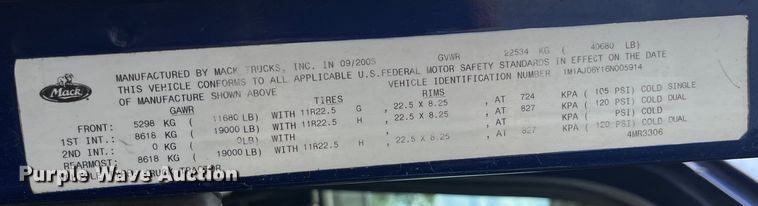 Mack
MANUFACTURED BY MACK TRUCKS, INC. IN 09/2005 GVWR 22534 KG ( 49680 LB)
THIS VEHICLE CONFORMS TO ALL APPLICABLE U.S.FEDERAL MOTOR SAFETY STANDARDS IN EFFECT ON THE DATE
OF MANUFACTURE SHOWN ABOVE VEHICLE IDENTIFICATION NUMBER 1M1AJ06Y16N005914
GAWR TIRES RIMS
FRONT: 5298 KG ( 11680 LB) WITH 11R22.5 G , 22.5 X 8.25 , AT 724 KPA ( 105 PSI) COLD SINGLE
1ST INT.: 8618 KG ( 19000 LB) WITH 11R22.5 H , 22.5 X 8.25 , AT 827 KPA ( 120 PSI) COLD DUAL
2ND INT.: 0 KG ( 0LB) WITH , , AT KPA ( PSI) COLD
REARMOST: 8618 KG ( 19000 LB) WITH 11R22.5 H , 22.5 X 8.25 , AT 827 KPA ( 120 PSI) COLD DUAL
TRACTOR 4MR3306
Purple Wave Auction